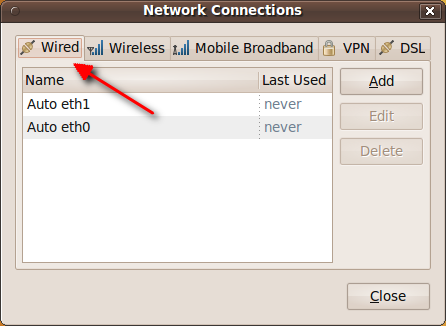 Network Connections
Wired Wireless Mobile Broadband VPN DSL
Name Last Used
Auto eth1 never
Auto eth0 never
Add
Edit
Delete
Close